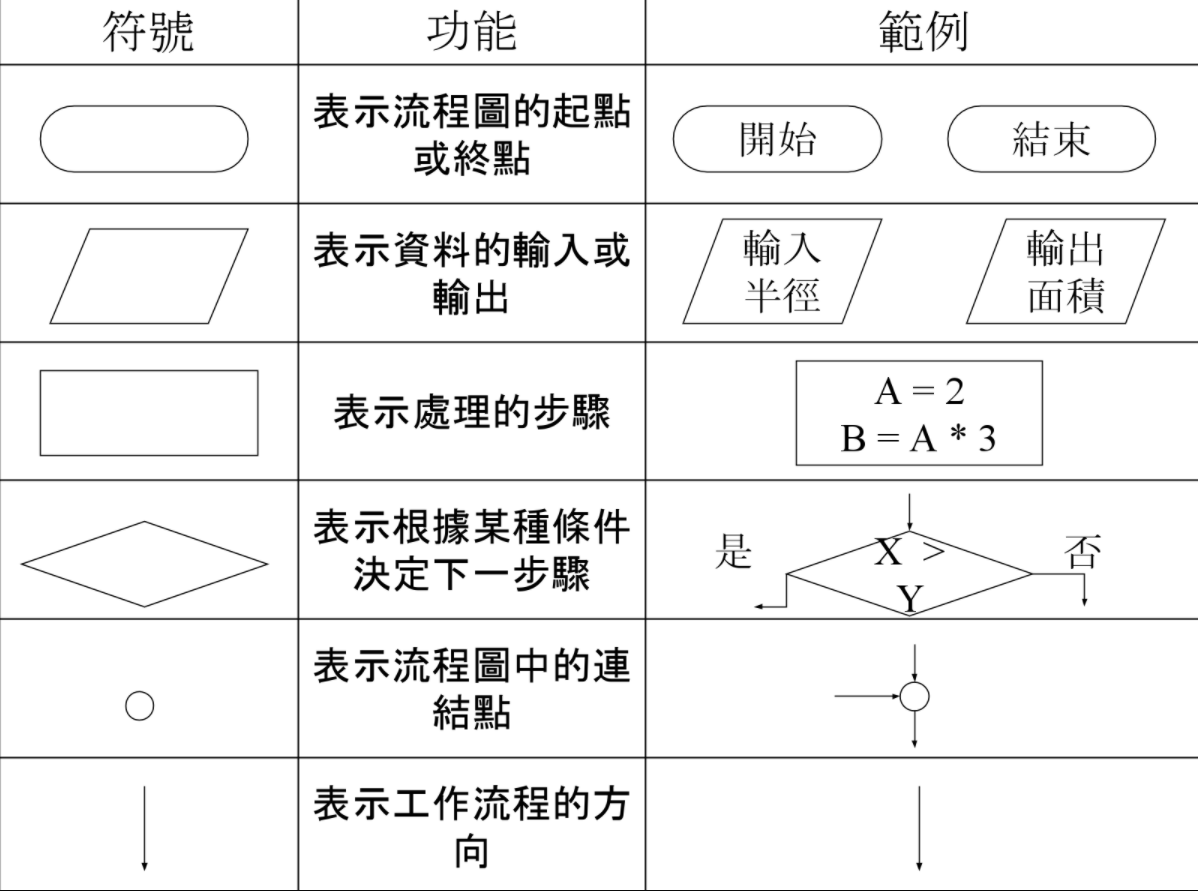 符號
功能
範例
表示流程圖的起點
或終點
開始
結束
表示資料的輸入或
輸出
輸入
半徑
輸出
面積
表示處理的步驟
A = 2
B = A * 3
表示根據某種條件
決定下一步驟
是
X >
Y
否
表示流程圖中的連
結點
表示工作流程的方
向